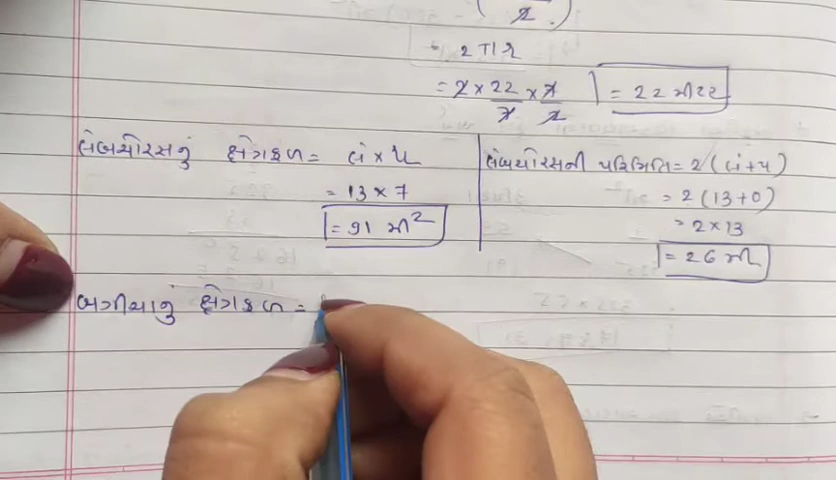 2πr
= 2 × 22/7 × 7/2 = 22 મીટર
લંબચોરસનું ક્ષેત્રફળ = લં × પ
= 13 × 7
= 91 મી²
લંબચોરસની પરિમિતિ = 2 (લં + પ)
= 2 (13 + 0)
= 2 × 13
= 26 મી
બગીચાનું ક્ષેત્રફળ =